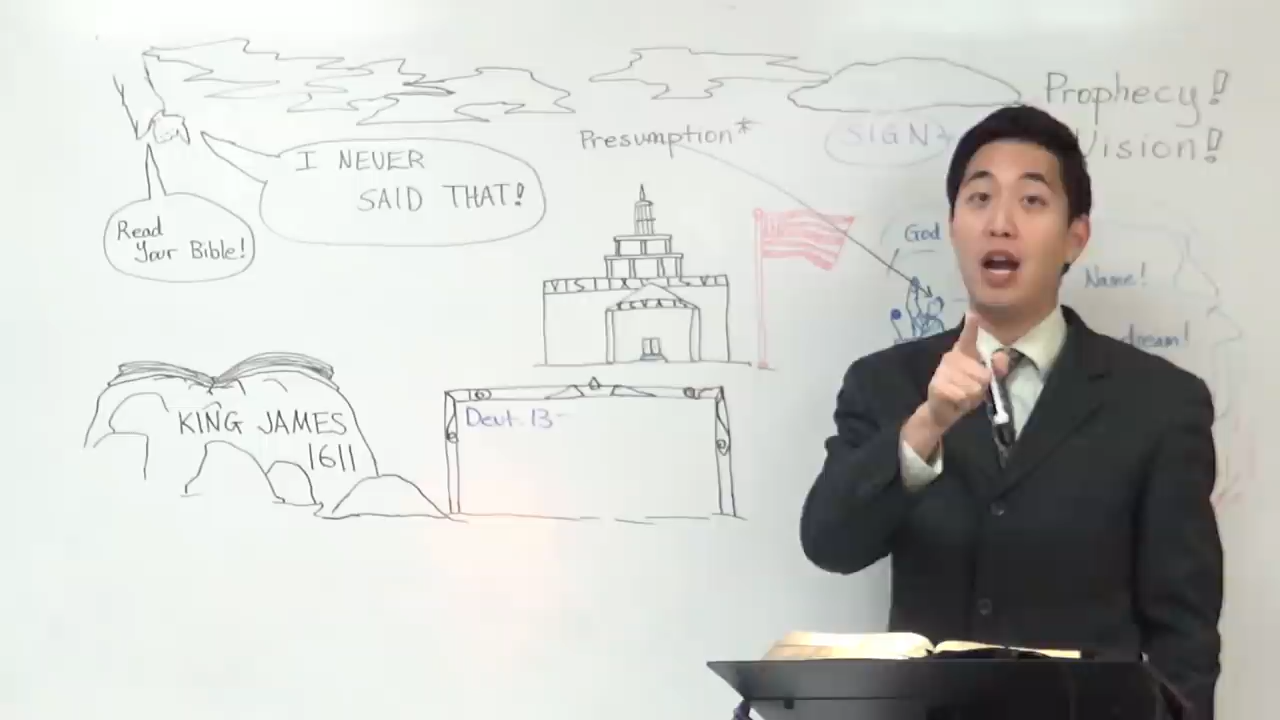 Prophecy!
Presumption*
SIGN
Vision!
I NEVER
SAID THAT!
Read
Your Bible!
God
Name!
dream!
KING JAMES
1611
Deut. 13-